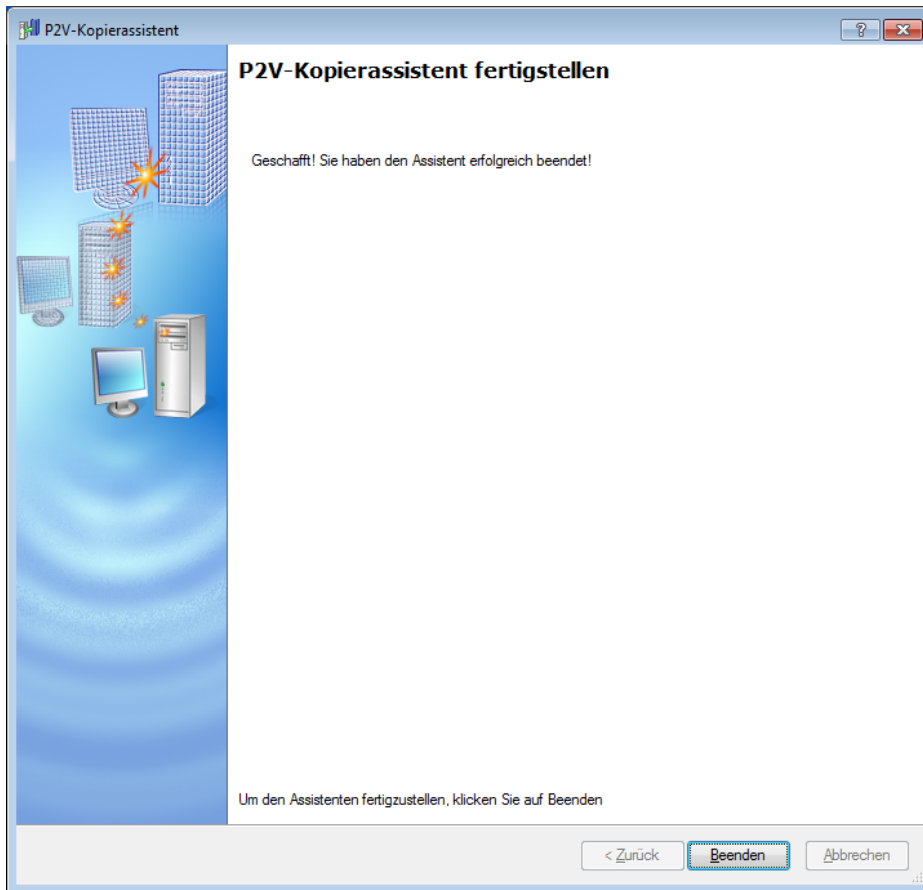 P2V-Kopierassistent
P2V-Kopierassistent fertigstellen
Geschafft! Sie haben den Assistent erfolgreich beendet!
Um den Assistenten fertigzustellen, klicken Sie auf Beenden
< Zurück Beenden Abbrechen